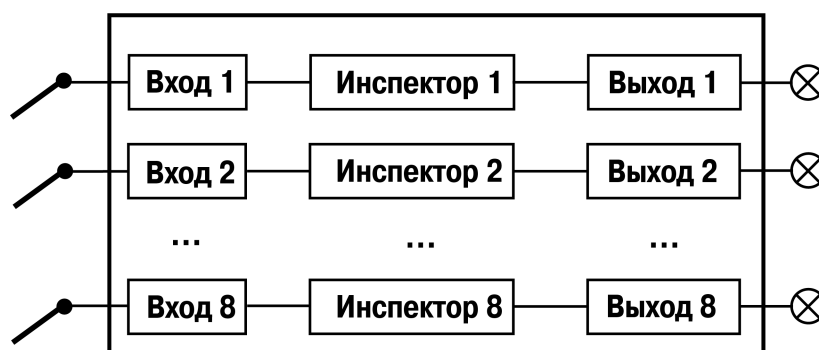 Вход 1 Инспектор 1 Выход 1
Вход 2 Инспектор 2 Выход 2
... ... ...
Вход 8 Инспектор 8 Выход 8